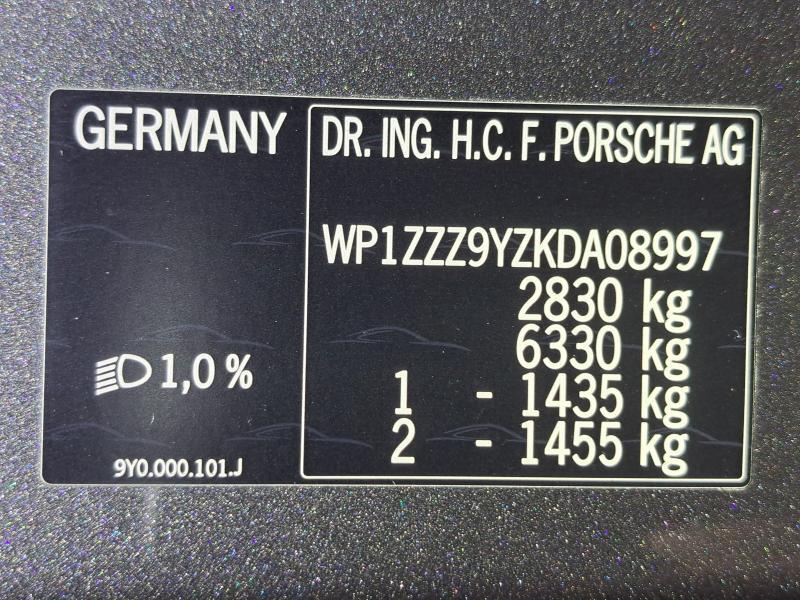 GERMANY
DR. ING. H.C. F. PORSCHE AG
WP1ZZZ9YZKDA08997
2830 kg
6330 kg
1 - 1435 kg
2 - 1455 kg
1,0 %
9Y0.000.101.J